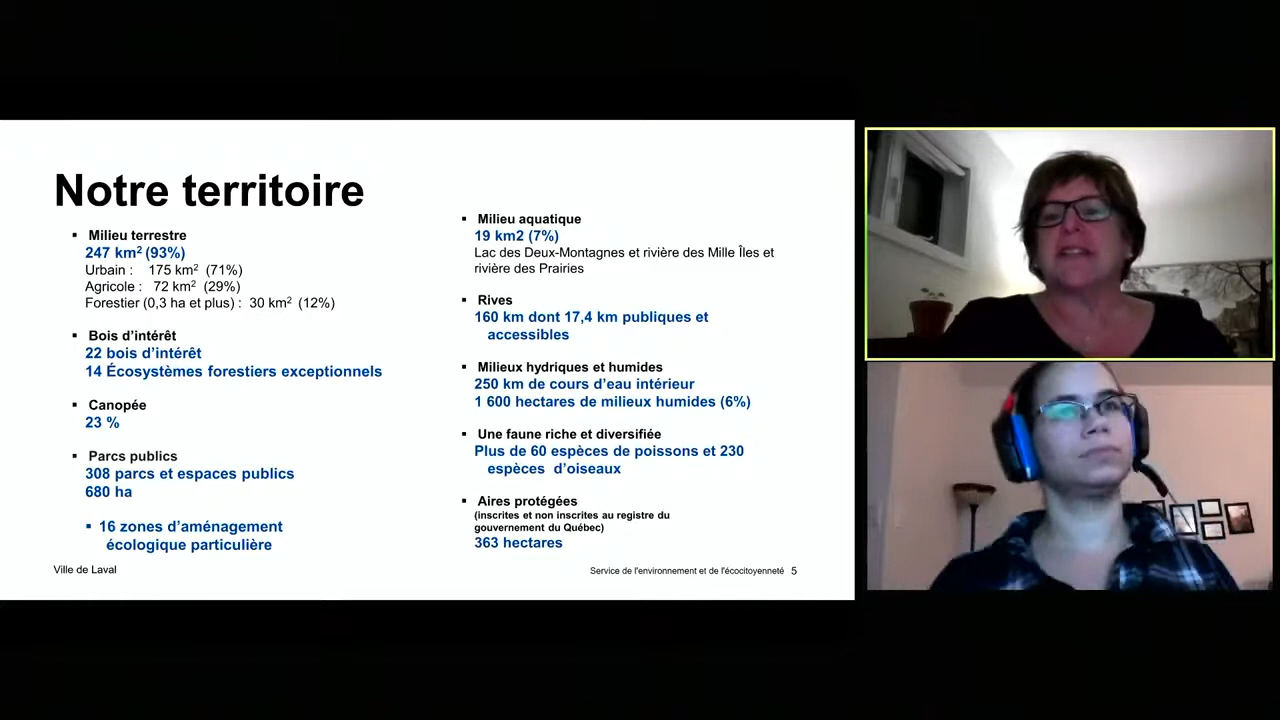 Notre territoire
▪ Milieu terrestre
247 km² (93%)
Urbain : 175 km² (71%)
Agricole : 72 km² (29%)
Forestier (0,3 ha et plus) : 30 km² (12%)
▪ Bois d'intérêt
22 bois d'intérêt
14 Écosystèmes forestiers exceptionnels
▪ Canopée
23 %
▪ Parcs publics
308 parcs et espaces publics
680 ha
▪ 16 zones d'aménagement
écologique particulière
▪ Milieu aquatique
19 km2 (7%)
Lac des Deux-Montagnes et rivière des Mille Îles et
rivière des Prairies
▪ Rives
160 km dont 17,4 km publiques et
accessibles
▪ Milieux hydriques et humides
250 km de cours d'eau intérieur
1 600 hectares de milieux humides (6%)
▪ Une faune riche et diversifiée
Plus de 60 espèces de poissons et 230
espèces d'oiseaux
▪ Aires protégées
(inscrites et non inscrites au registre du
gouvernement du Québec)
363 hectares
Ville de Laval
Service de l'environnement et de l'écocitoyenneté 5